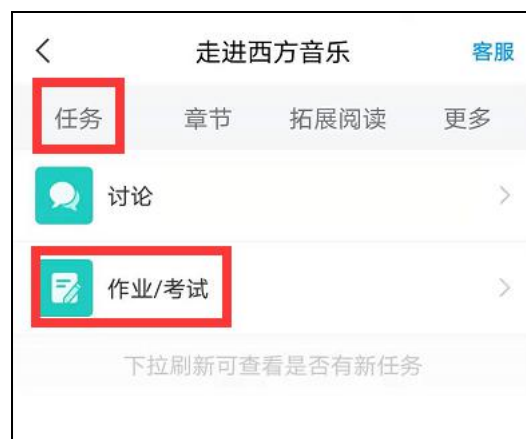 走进西方音乐 客服
任务 章节 拓展阅读 更多
讨论
作业/考试
下拉刷新可查看是否有新任务